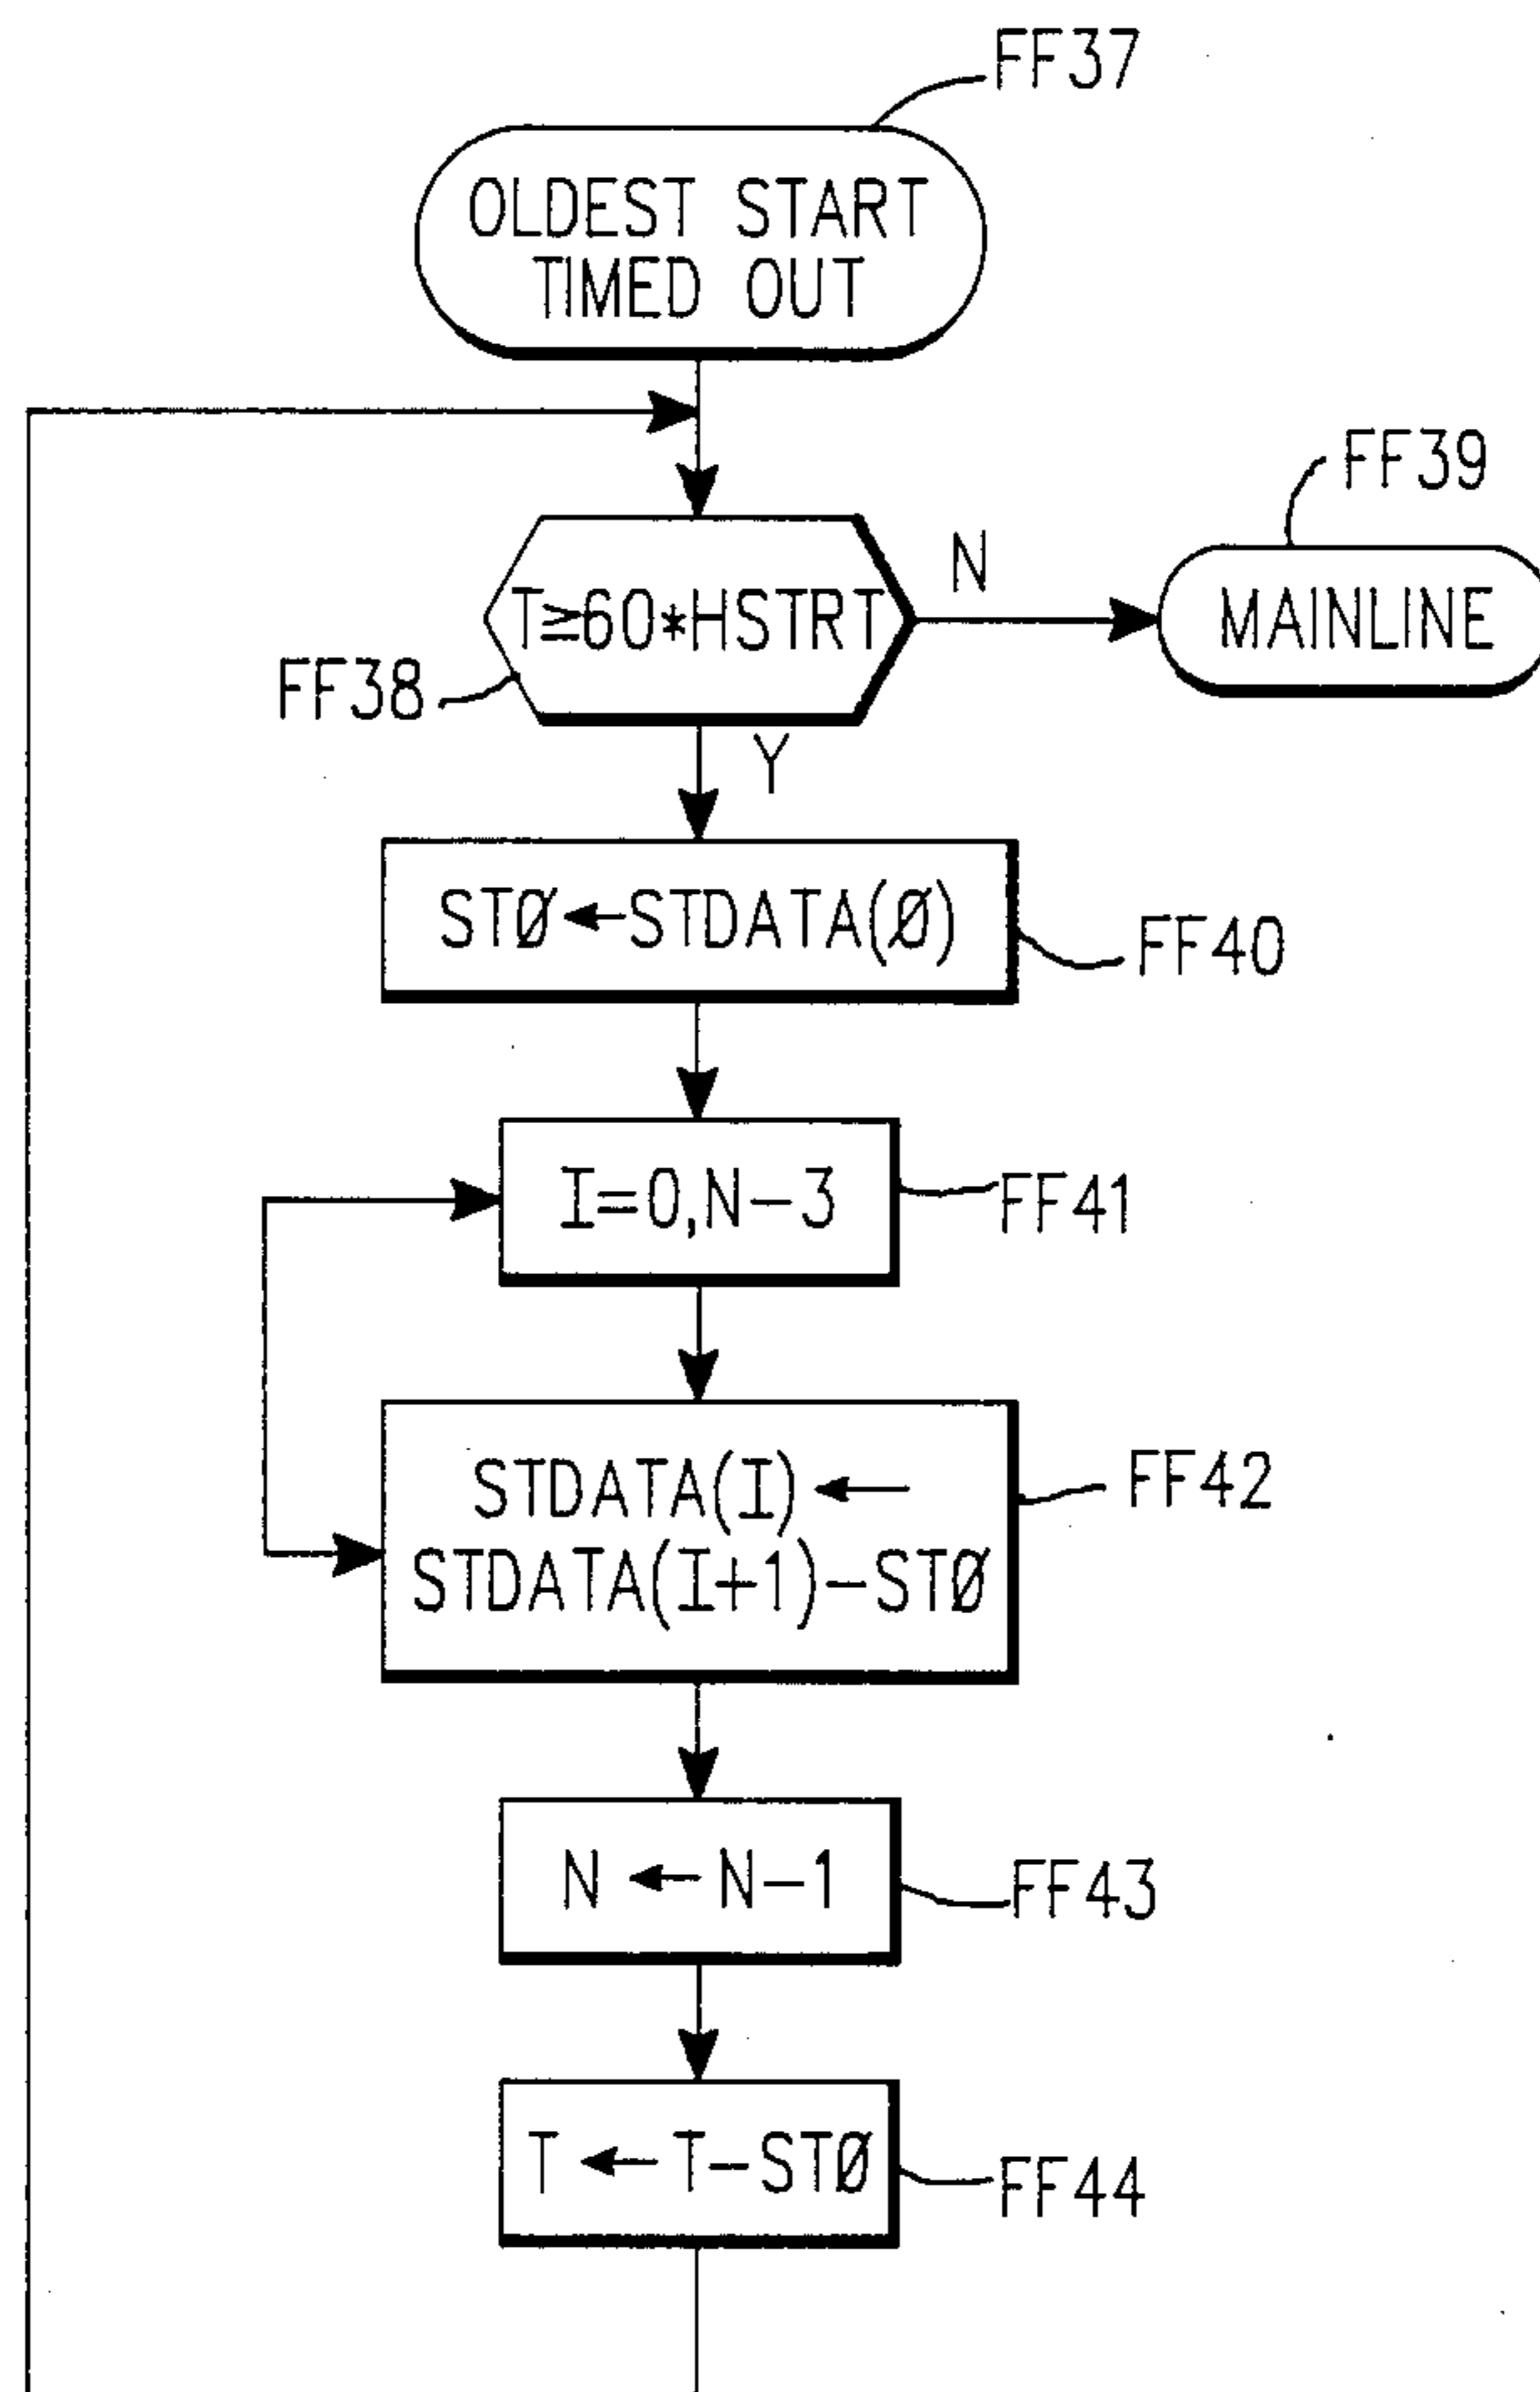 FF37
OLDEST START
TIMED OUT
FF39
N
T≥60*HSTRT
MAINLINE
FF38
Y
STØ←STDATA(Ø)
FF40
I=0,N-3
FF41
STDATA(I)←
STDATA(I+1)-STØ
FF42
N ← N-1
FF43
T ← T-STØ
FF44